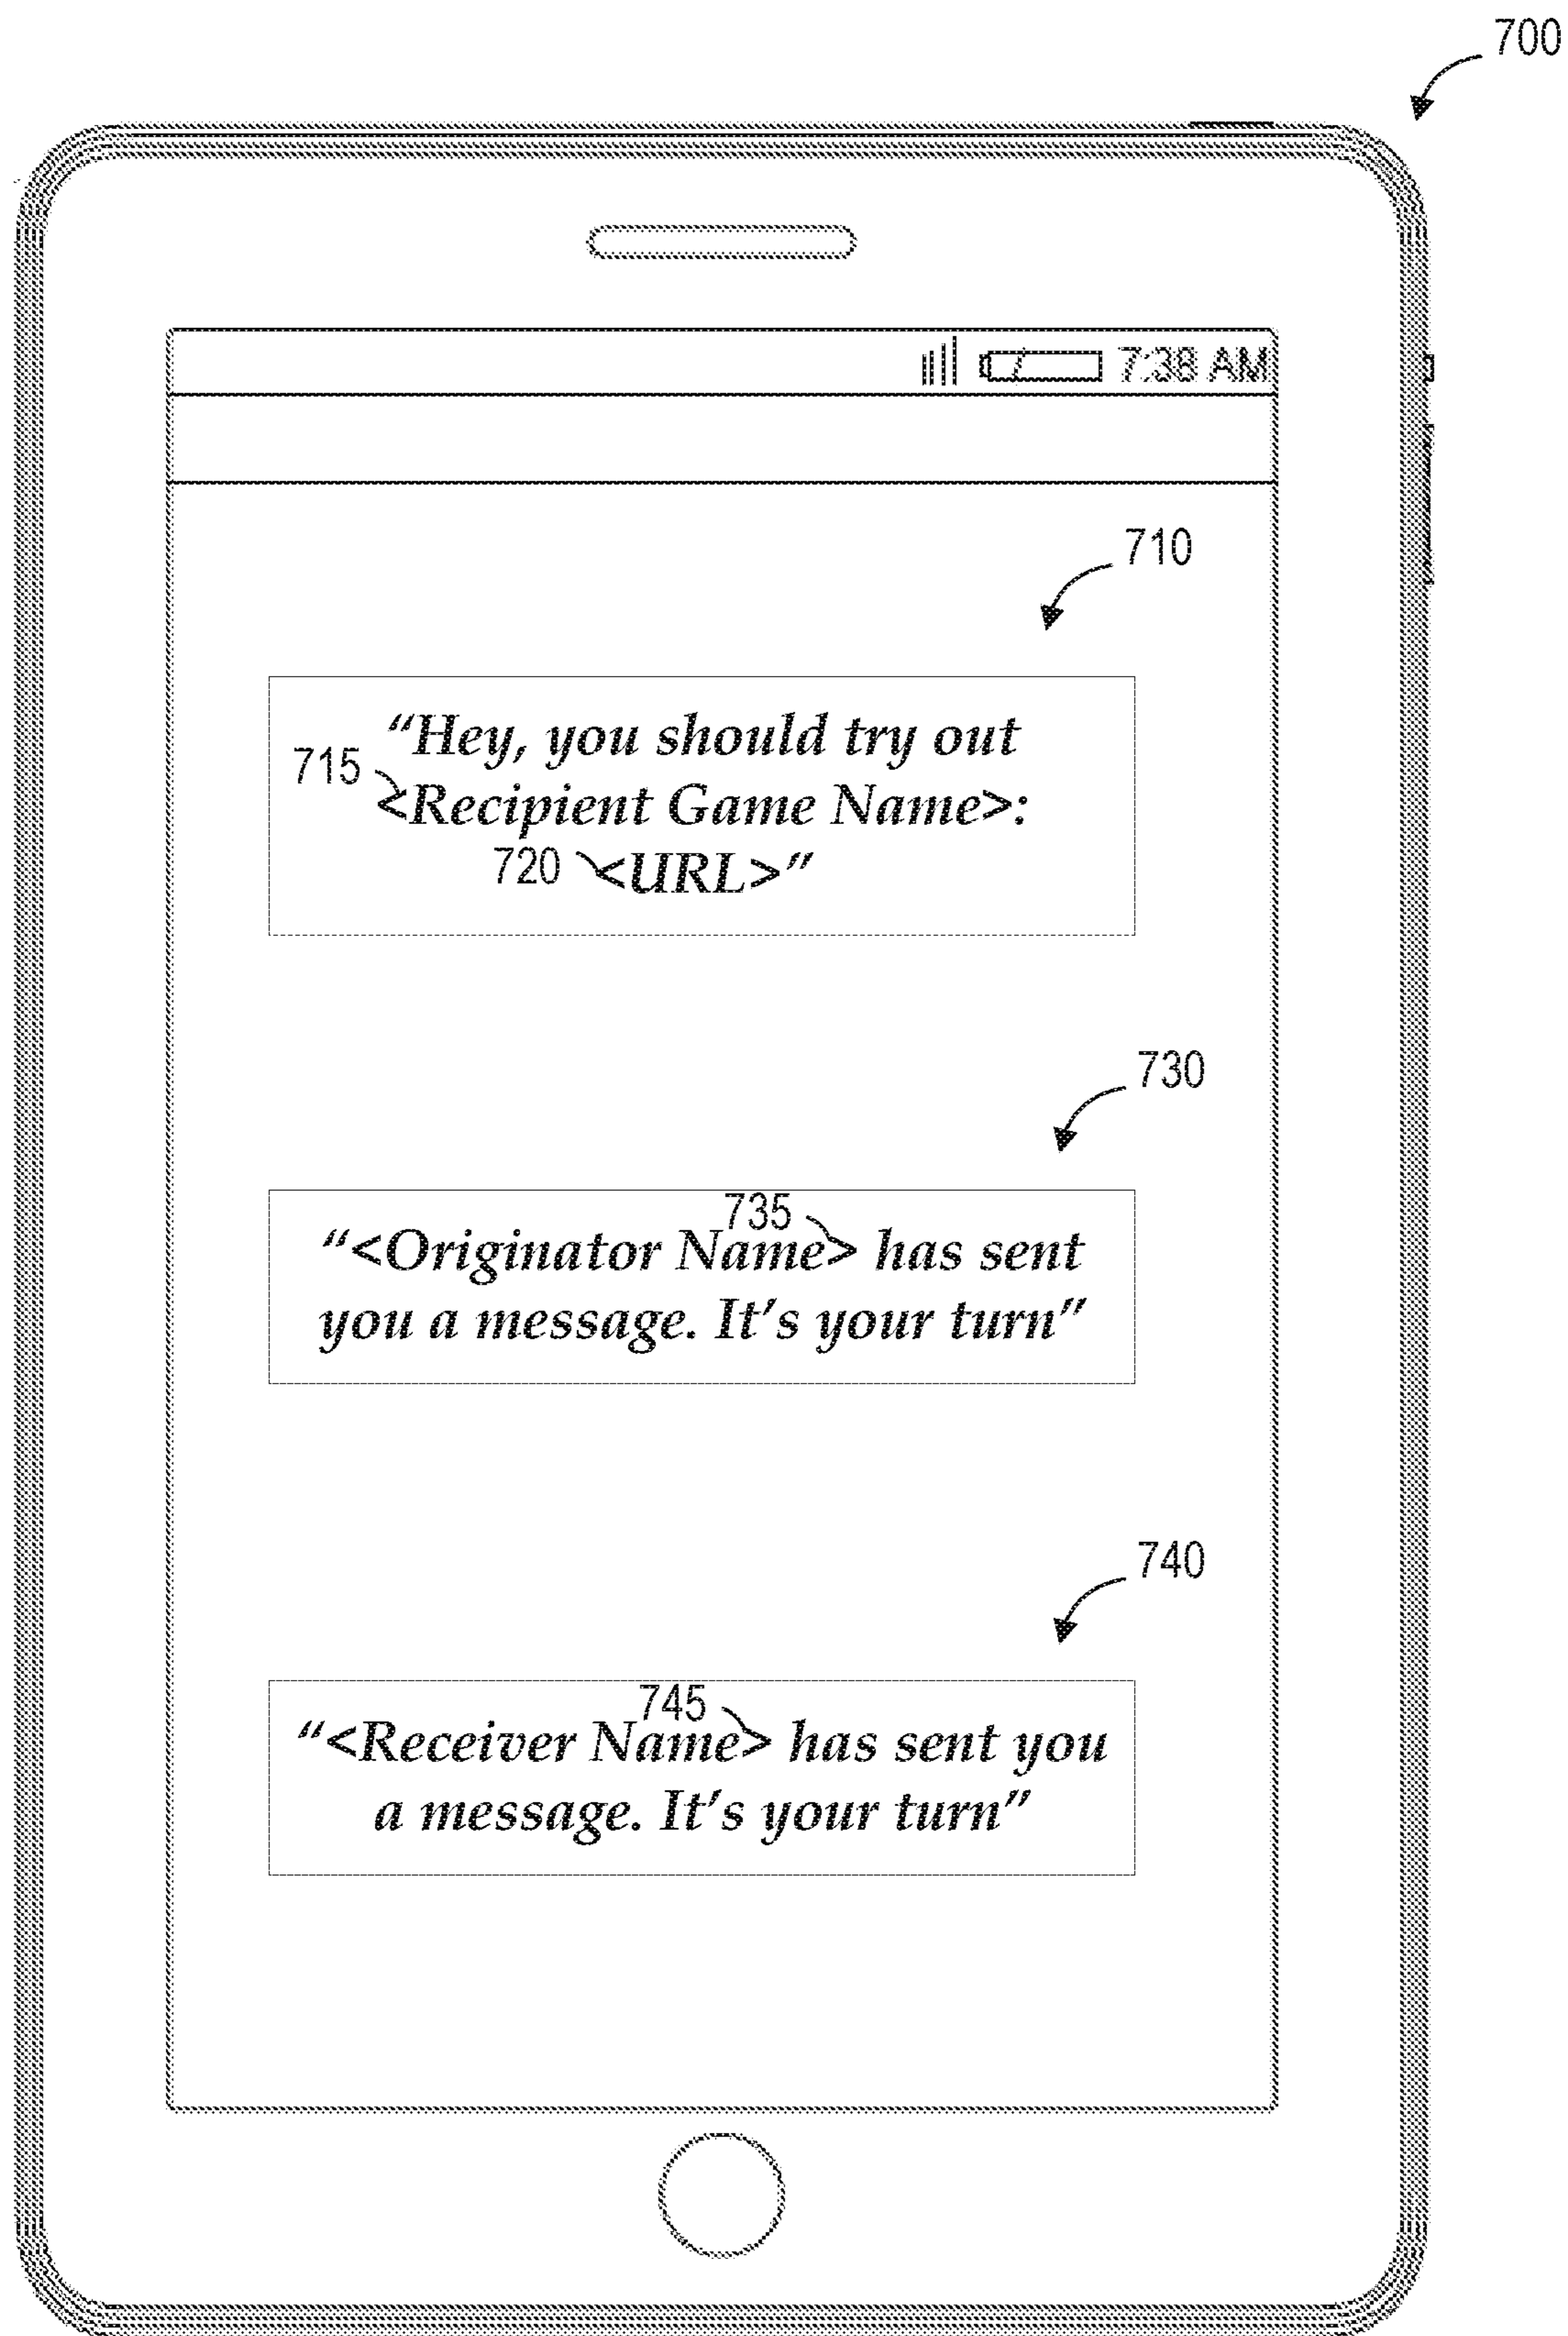 700
7:38 AM
710
“Hey, you should try out
715 <Recipient Game Name>:
720 <URL>”
730
735
“<Originator Name> has sent
you a message. It’s your turn”
740
745
“<Receiver Name> has sent you
a message. It’s your turn”